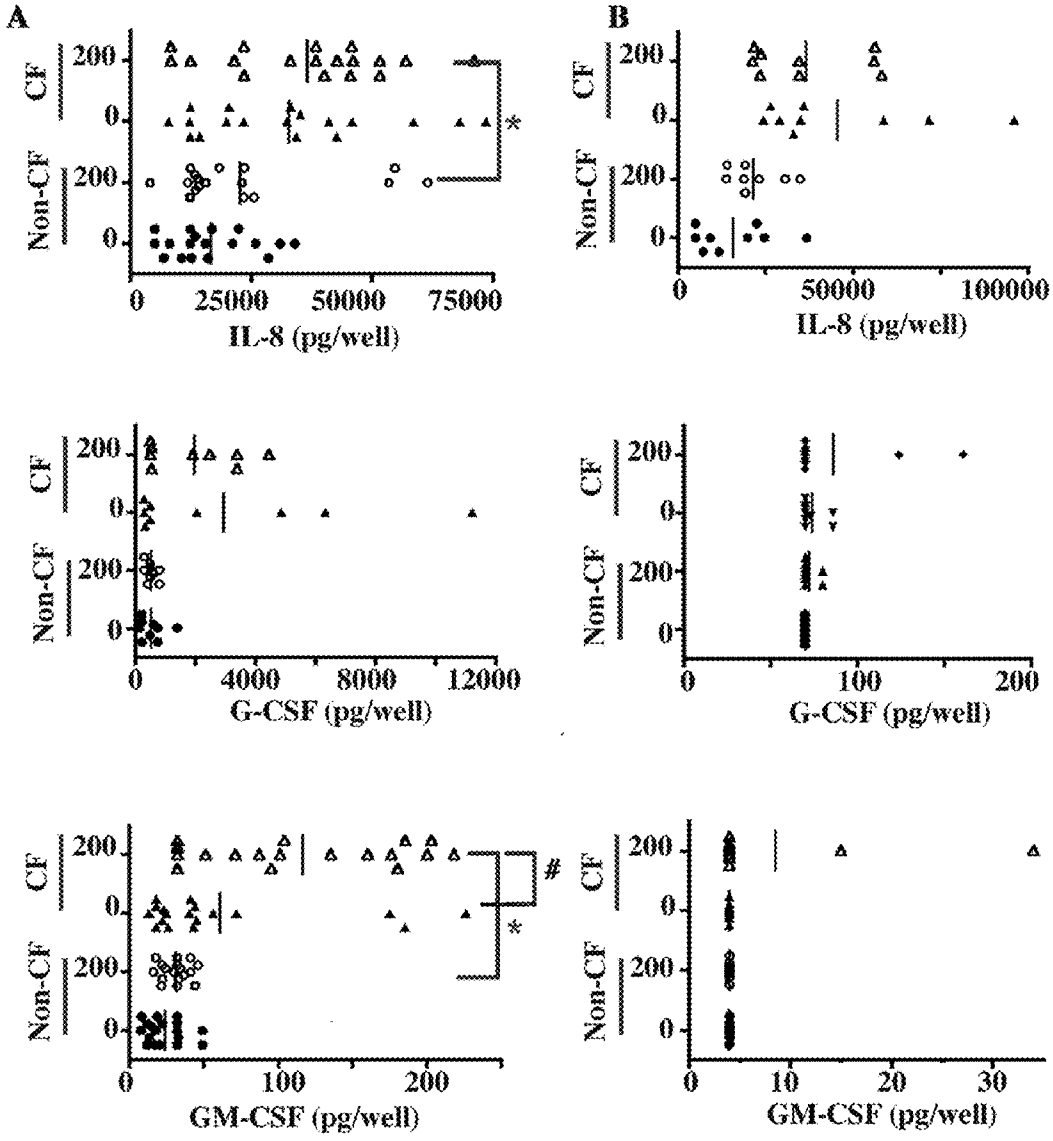 A
CF
200
0
*
Non-CF
200
0
0 25000 50000 75000
IL-8 (pg/well)
B
CF
200
0
Non-CF
200
0
0 50000 100000
IL-8 (pg/well)
CF
200
0
Non-CF
200
0
0 4000 8000 12000
G-CSF (pg/well)
CF
200
0
Non-CF
200
0
0 100 200
G-CSF (pg/well)
CF
200
0
#
*
Non-CF
200
0
0 100 200
GM-CSF (pg/well)
CF
200
0
Non-CF
200
0
0 10 20 30
GM-CSF (pg/well)